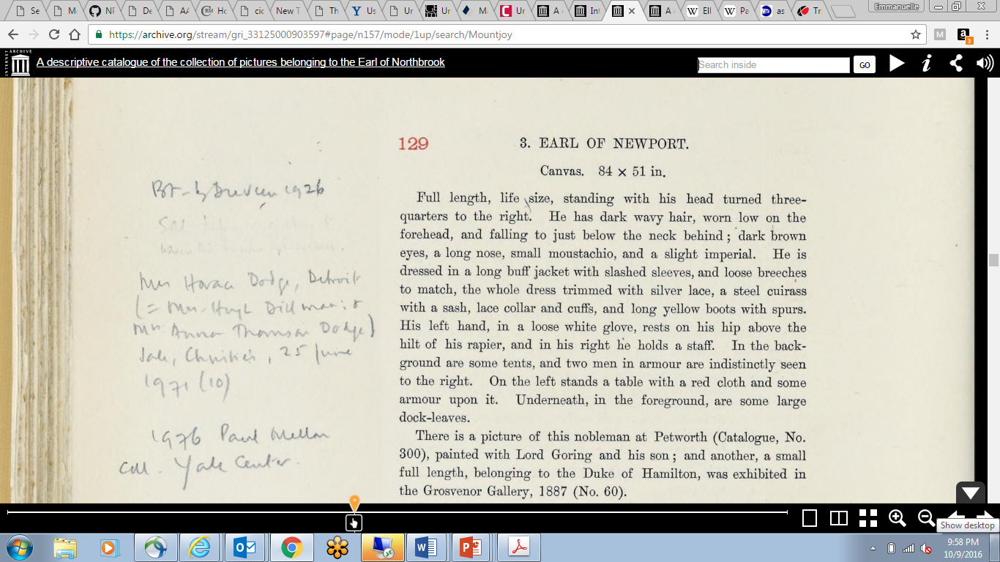 Se
Mc
NF
De
AA
Ho
cic
New T
Th
Us
Ur
Ur
Ma
Ur
A
Int
A
Ell
Pa
as
Tr
Emmanuelle
https://archive.org/stream/gri_33125000903597#page/n157/mode/1up/search/Mountjoy
INTERNET ARCHIVE
A descriptive catalogue of the collection of pictures belonging to the Earl of Northbrook
Search inside
GO
129
3. EARL OF NEWPORT.
Canvas. 84 × 51 in.
Full length, life size, standing with his head turned three-
quarters to the right. He has dark wavy hair, worn low on the
forehead, and falling to just below the neck behind; dark brown
eyes, a long nose, small moustachio, and a slight imperial. He is
dressed in a long buff jacket with slashed sleeves, and loose breeches
to match, the whole dress trimmed with silver lace, a steel cuirass
with a sash, lace collar and cuffs, and long yellow boots with spurs.
His left hand, in a loose white glove, rests on his hip above the
hilt of his rapier, and in his right he holds a staff. In the back-
ground are some tents, and two men in armour are indistinctly seen
to the right. On the left stands a table with a red cloth and some
armour upon it. Underneath, in the foreground, are some large
dock-leaves.
There is a picture of this nobleman at Petworth (Catalogue, No.
300), painted with Lord Goring and his son; and another, a small
full length, belonging to the Duke of Hamilton, was exhibited in
the Grosvenor Gallery, 1887 (No. 60).
Bt- by Duveen 1926
Mrs Horace Dodge, Detroit
(= Mrs Hugh Dillman: &
Mrs Anna Thomson Dodge)
Sale, Christie's, 25 June
1971 (10)
1976 Paul Mellon
Coll. Yale Center.
Show desktop
9:58 PM
10/9/2016